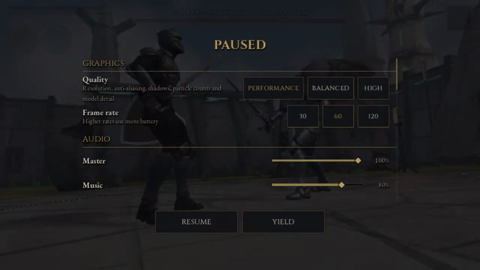 PAUSED
GRAPHICS
Quality
Resolution, anti-aliasing, shadows, particle counts and
model detail
PERFORMANCE
BALANCED
HIGH
Frame rate
Higher rates use more battery
30
60
120
AUDIO
Master
100%
Music
80%
RESUME
YIELD